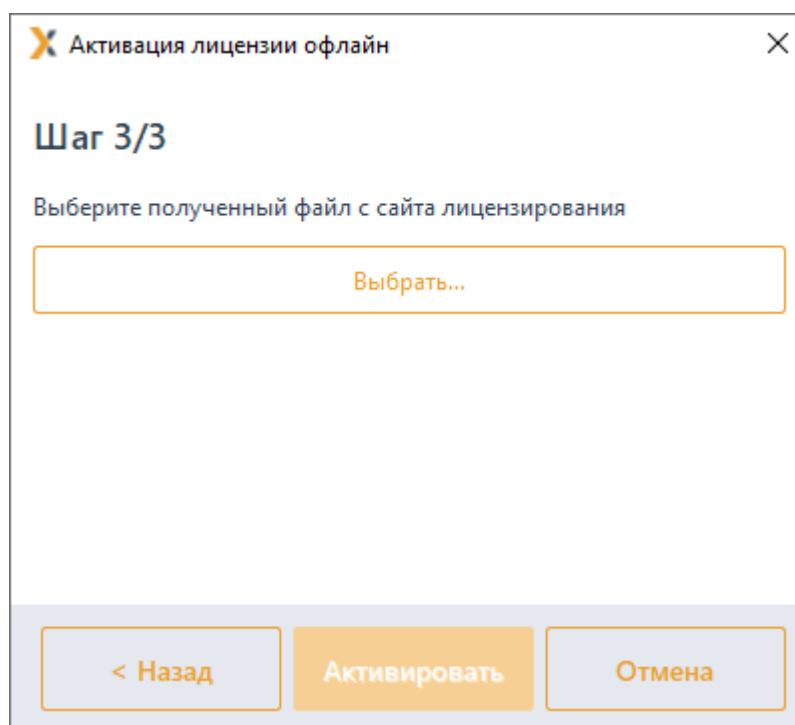 Активация лицензии офлайн
Шаг 3/3
Выберите полученный файл с сайта лицензирования
Выбрать...
< Назад
Активировать
Отмена